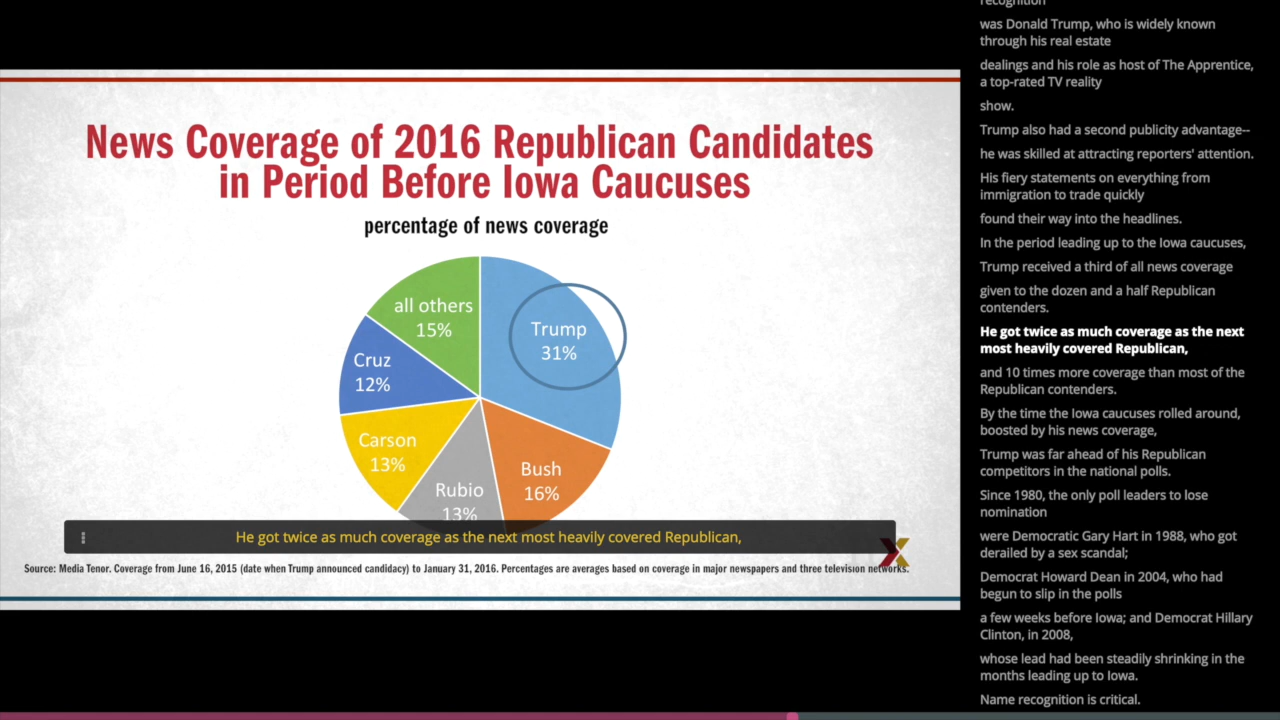 News Coverage of 2016 Republican Candidates
in Period Before Iowa Caucuses
percentage of news coverage
all others
15%
Trump
31%
Cruz
12%
Carson
13%
Bush
16%
Rubio
13%
He got twice as much coverage as the next most heavily covered Republican,
X
Source: Media Tenor. Coverage from June 16, 2015 (date when Trump announced candidacy) to January 31, 2016. Percentages are averages based on coverage in major newspapers and three television networks.
recognition
was Donald Trump, who is widely known
through his real estate
dealings and his role as host of The Apprentice,
a top-rated TV reality
show.
Trump also had a second publicity advantage--
he was skilled at attracting reporters' attention.
His fiery statements on everything from
immigration to trade quickly
found their way into the headlines.
In the period leading up to the Iowa caucuses,
Trump received a third of all news coverage
given to the dozen and a half Republican
contenders.
He got twice as much coverage as the next
most heavily covered Republican,
and 10 times more coverage than most of the
Republican contenders.
By the time the Iowa caucuses rolled around,
boosted by his news coverage,
Trump was far ahead of his Republican
competitors in the national polls.
Since 1980, the only poll leaders to lose
nomination
were Democratic Gary Hart in 1988, who got
derailed by a sex scandal;
Democrat Howard Dean in 2004, who had
begun to slip in the polls
a few weeks before Iowa; and Democrat Hillary
Clinton, in 2008,
whose lead had been steadily shrinking in the
months leading up to Iowa.
Name recognition is critical.